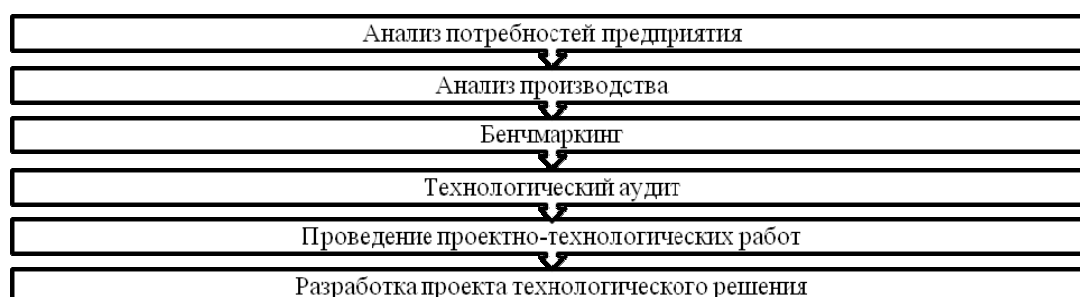 Анализ потребностей предприятия
Анализ производства
Бенчмаркинг
Технологический аудит
Проведение проектно-технологических работ
Разработка проекта технологического решения